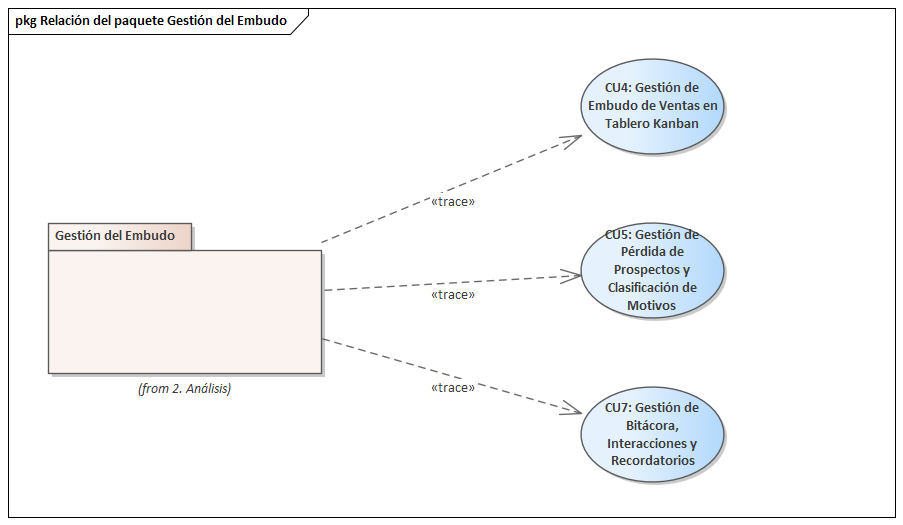 pkg Relación del paquete Gestión del Embudo
CU4: Gestión de
Embudo de Ventas en
Tablero Kanban
«trace»
Gestión del Embudo
CU5: Gestión de
Pérdida de
Prospectos y
Clasificación de
Motivos
«trace»
«trace»
(from 2. Análisis)
CU7: Gestión de
Bitácora,
Interacciones y
Recordatorios